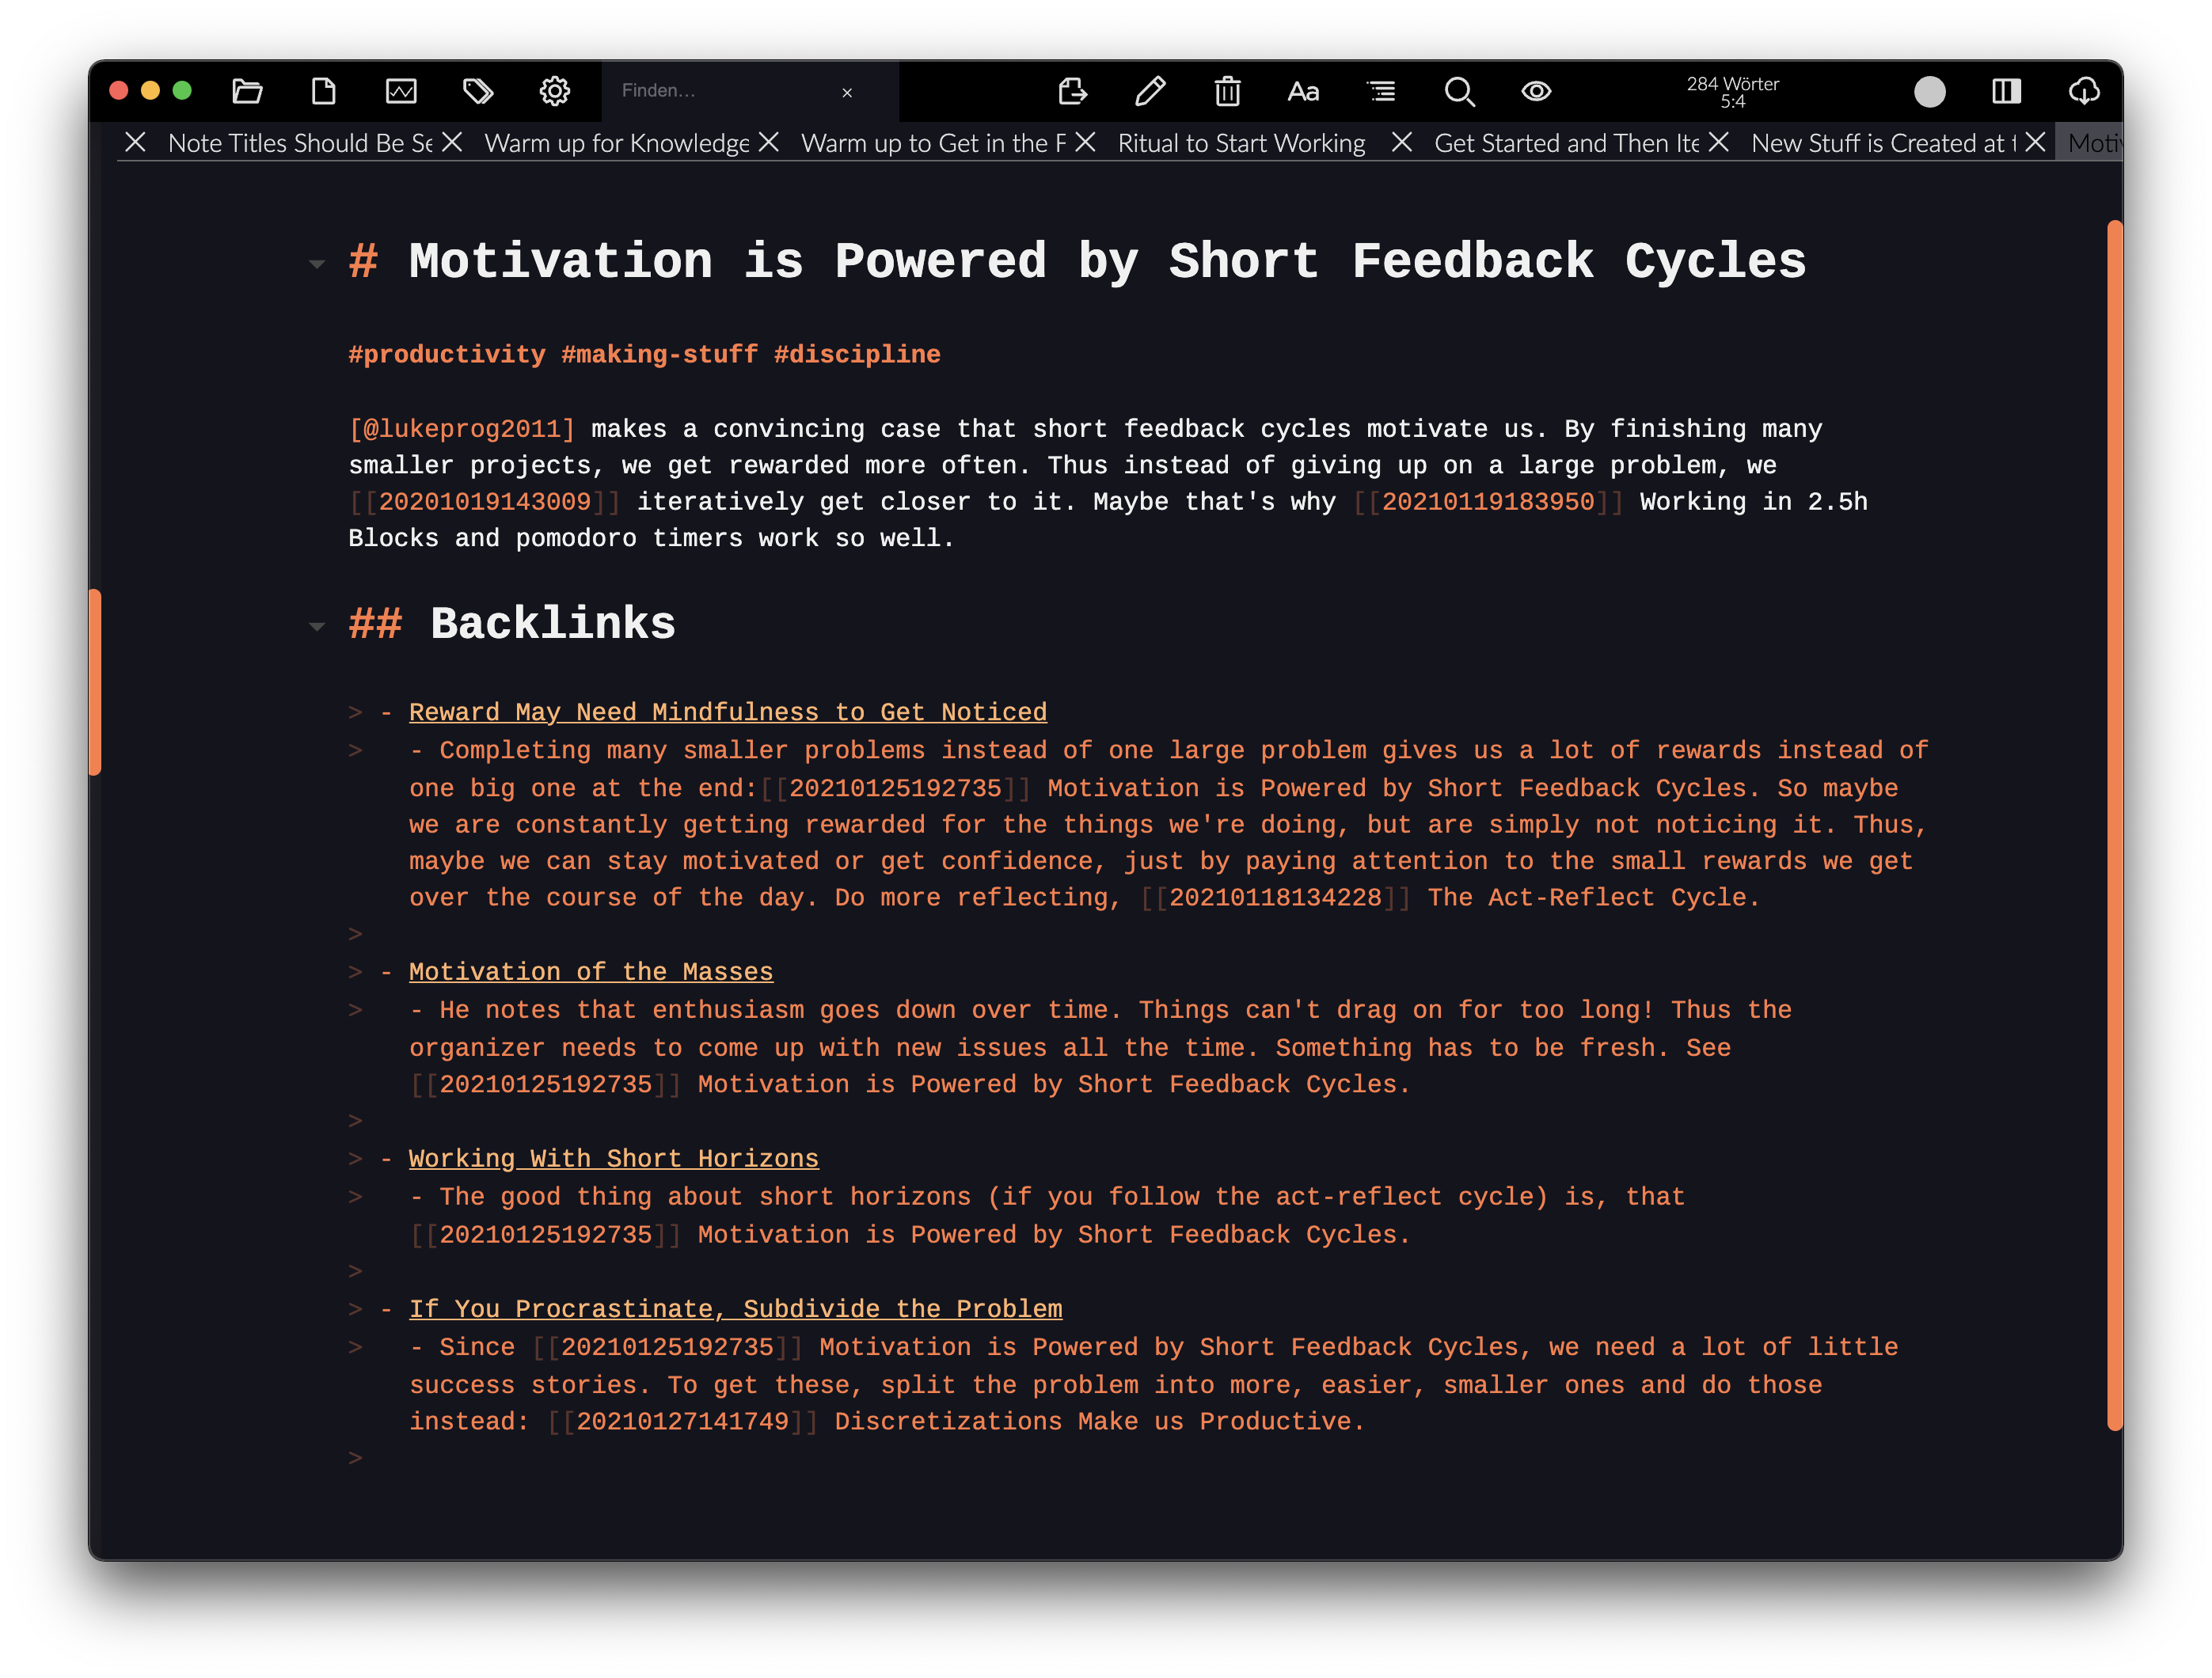 Finden…
Aa
284 Wörter
5:4
Note Titles Should Be Se
Warm up for Knowledge
Warm up to Get in the F
Ritual to Start Working
Get Started and Then Ite
New Stuff is Created at t
Motiv
# Motivation is Powered by Short Feedback Cycles
#productivity #making-stuff #discipline
[@lukeprog2011] makes a convincing case that short feedback cycles motivate us. By finishing many
smaller projects, we get rewarded more often. Thus instead of giving up on a large problem, we
[[20201019143009]] iteratively get closer to it. Maybe that's why [[20210119183950]] Working in 2.5h
Blocks and pomodoro timers work so well.
## Backlinks
> - Reward May Need Mindfulness to Get Noticed
> - Completing many smaller problems instead of one large problem gives us a lot of rewards instead of
one big one at the end:[[20210125192735]] Motivation is Powered by Short Feedback Cycles. So maybe
we are constantly getting rewarded for the things we're doing, but are simply not noticing it. Thus,
maybe we can stay motivated or get confidence, just by paying attention to the small rewards we get
over the course of the day. Do more reflecting, [[20210118134228]] The Act-Reflect Cycle.
>
> - Motivation of the Masses
> - He notes that enthusiasm goes down over time. Things can't drag on for too long! Thus the
organizer needs to come up with new issues all the time. Something has to be fresh. See
[[20210125192735]] Motivation is Powered by Short Feedback Cycles.
>
> - Working With Short Horizons
> - The good thing about short horizons (if you follow the act-reflect cycle) is, that
[[20210125192735]] Motivation is Powered by Short Feedback Cycles.
>
> - If You Procrastinate, Subdivide the Problem
> - Since [[20210125192735]] Motivation is Powered by Short Feedback Cycles, we need a lot of little
success stories. To get these, split the problem into more, easier, smaller ones and do those
instead: [[20210127141749]] Discretizations Make us Productive.
>